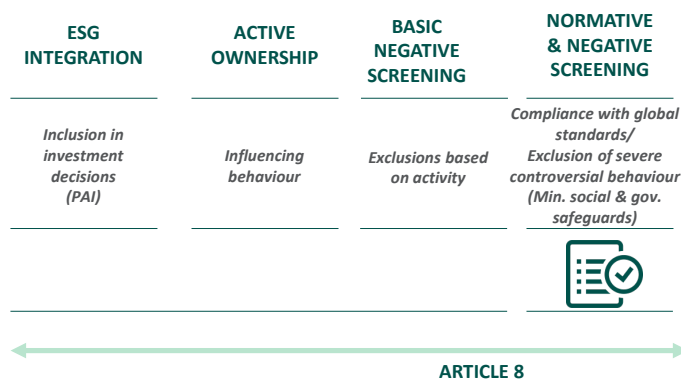 ESG
INTEGRATION
ACTIVE
OWNERSHIP
BASIC
NEGATIVE
SCREENING
NORMATIVE
& NEGATIVE
SCREENING
Inclusion in
investment
decisions
(PAI)
Influencing
behaviour
Exclusions based
on activity
Compliance with global
standards/
Exclusion of severe
controversial behaviour
(Min. social & gov.
safeguards)
ARTICLE 8